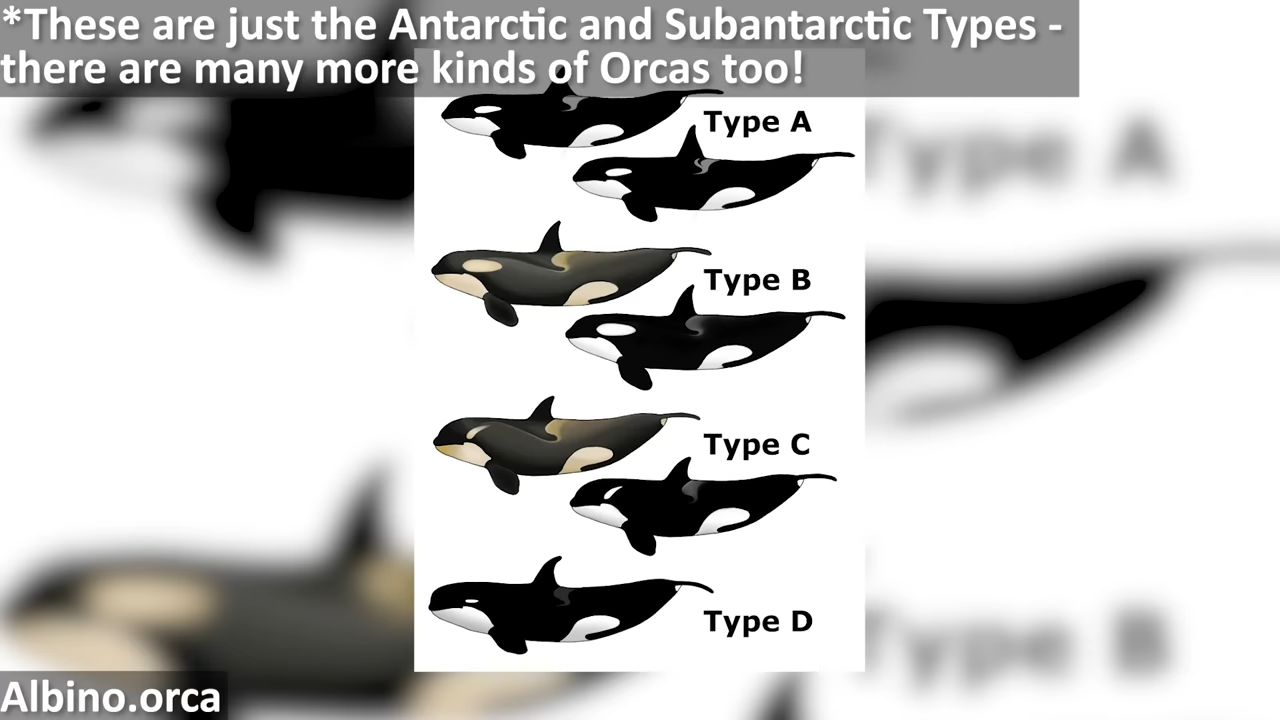 *These are just the Antarctic and Subantarctic Types -
there are many more kinds of Orcas too!
Type A
Type B
Type C
Type D
Albino.orca